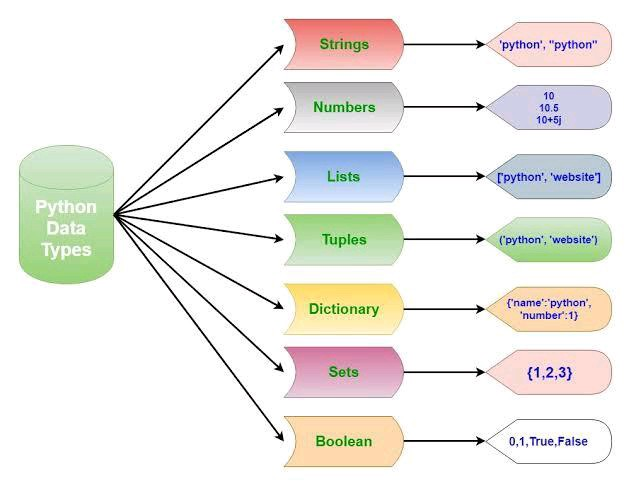 Python
Data
Types
Strings
'python', "python"
Numbers
10
10.5
10+5j
Lists
['python', 'website']
Tuples
('python', 'website')
Dictionary
{'name':'python',
'number':1}
Sets
{1,2,3}
Boolean
0,1,True,False